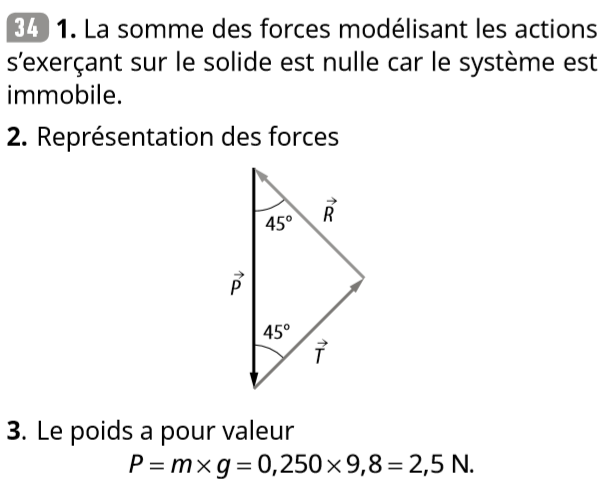 34 1. La somme des forces modélisant les actions
s’exerçant sur le solide est nulle car le système est
immobile.
2. Représentation des forces
45°
R⃗
P⃗
45°
T⃗
3. Le poids a pour valeur
P = m × g = 0,250 × 9,8 = 2,5 N.